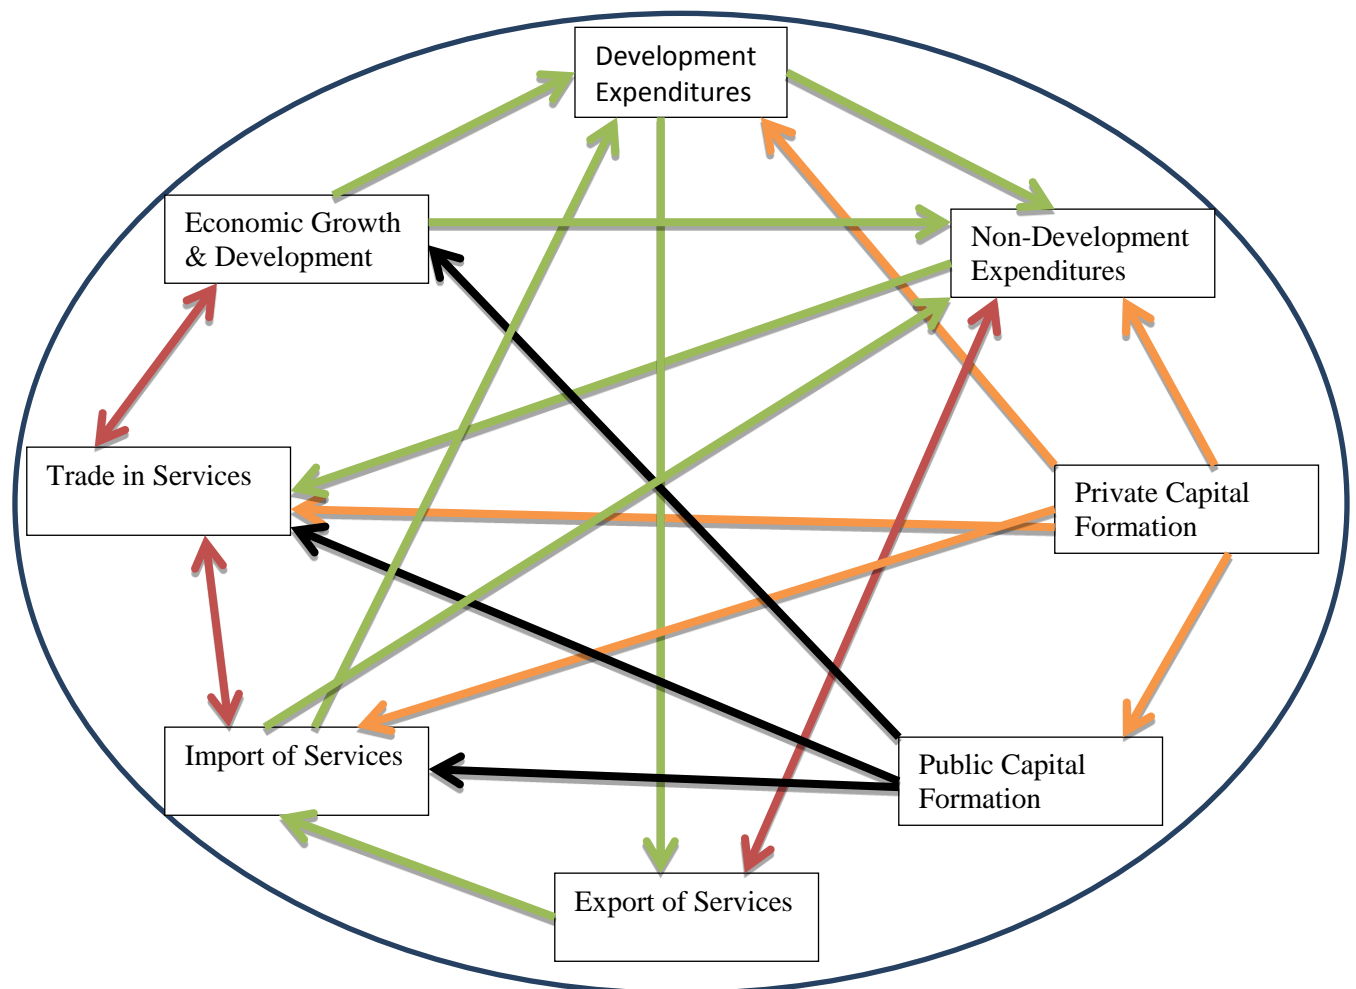 Development
Expenditures
Economic Growth
& Development
Non-Development
Expenditures
Trade in Services
Private Capital
Formation
Import of Services
Public Capital
Formation
Export of Services